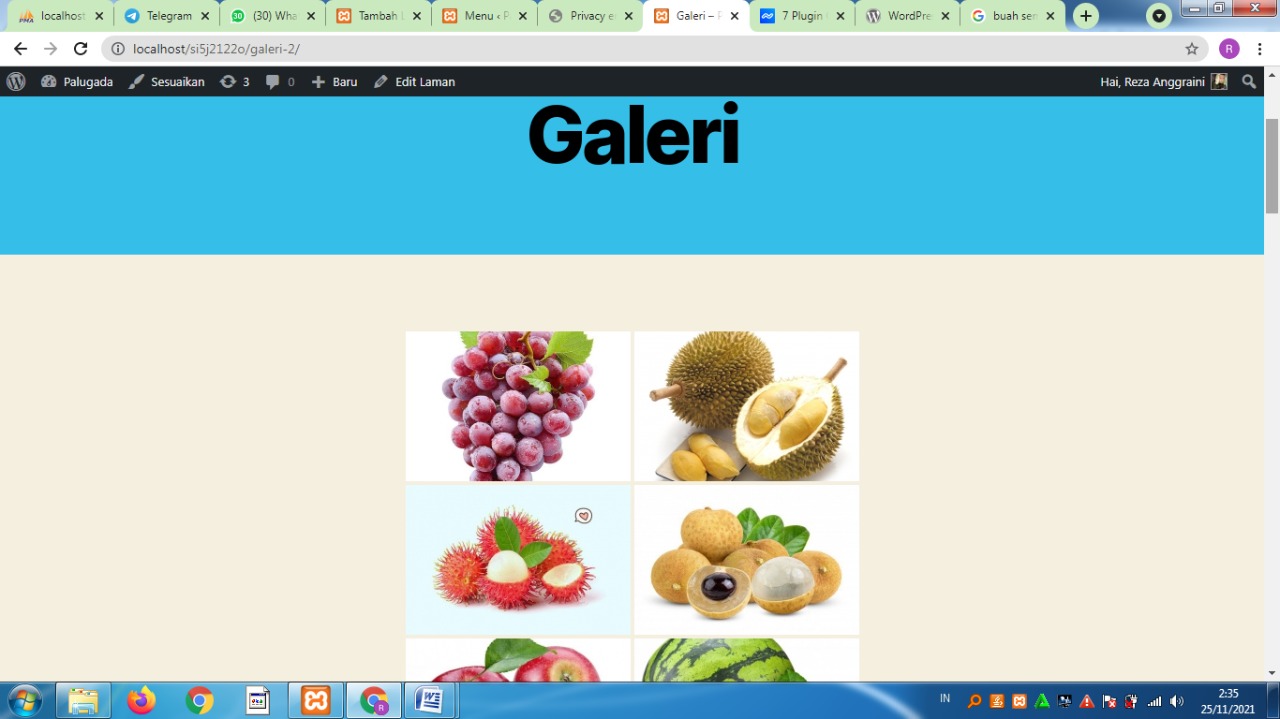 localhost
Telegram
(30) Wha
Tambah L
Menu ‹ P
Privacy e
Galeri – P
7 Plugin
WordPre
buah ser
localhost/si5j2122o/galeri-2/
R
Palugada
Sesuaikan
3
0
Baru
Edit Laman
Hai, Reza Anggraini
Galeri
IN
2:35
25/11/2021